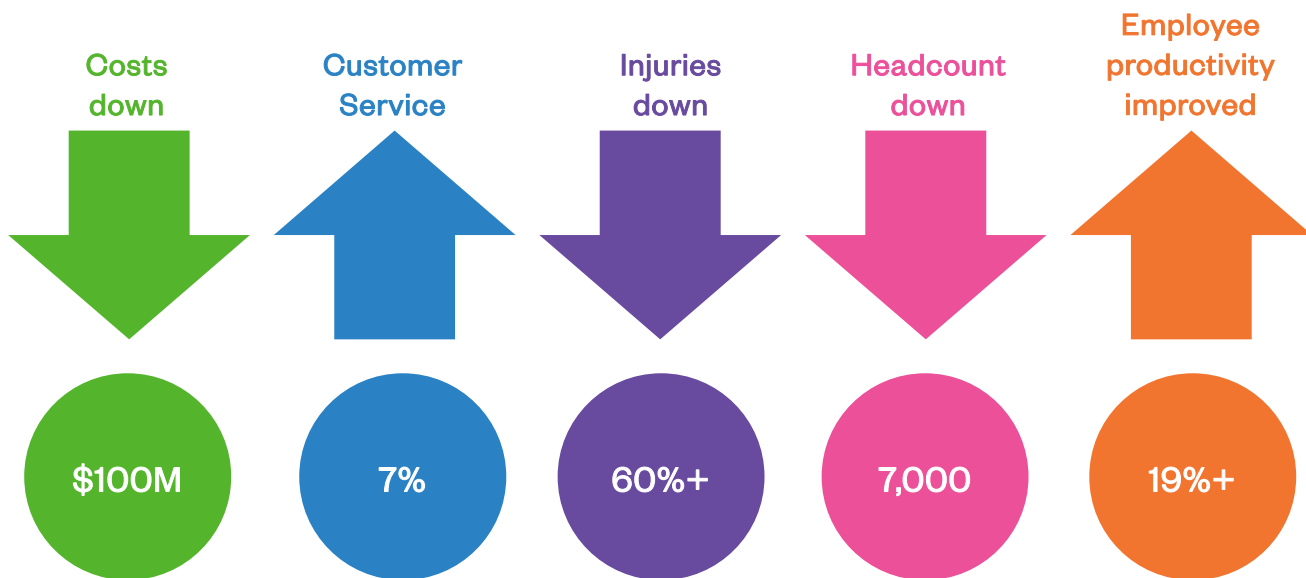 Costs
down
Customer
Service
Injuries
down
Headcount
down
Employee
productivity
improved
$100M
7%
60%+
7,000
19%+